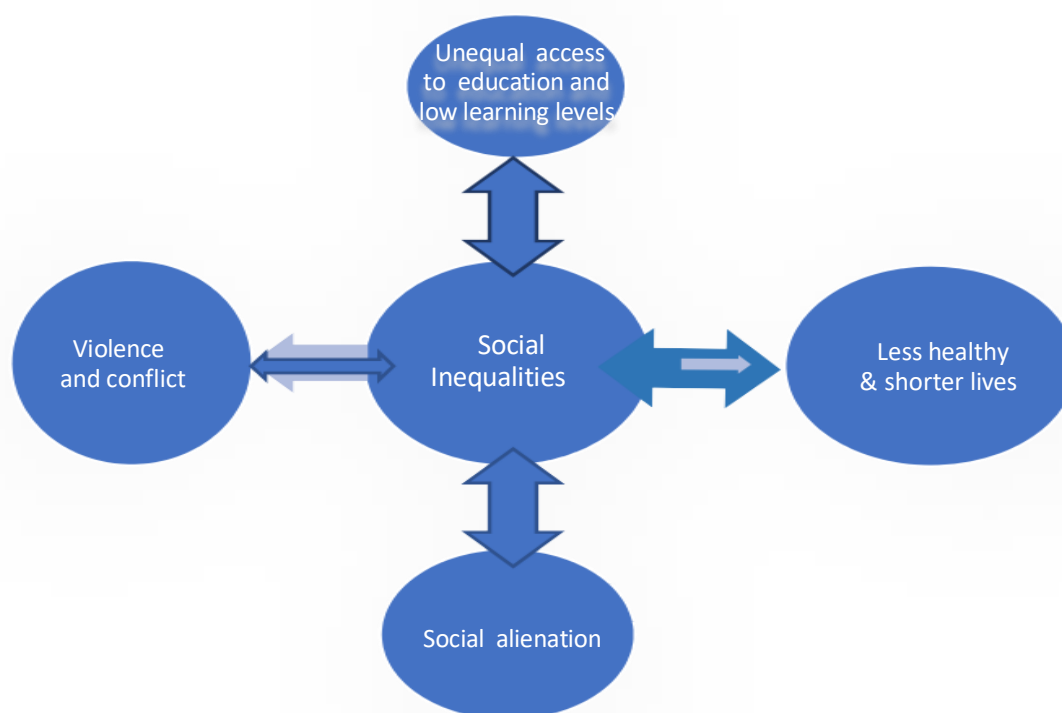 Unequal access
to education and
low learning levels
Violence
and conflict
Social
Inequalities
Less healthy
& shorter lives
Social alienation